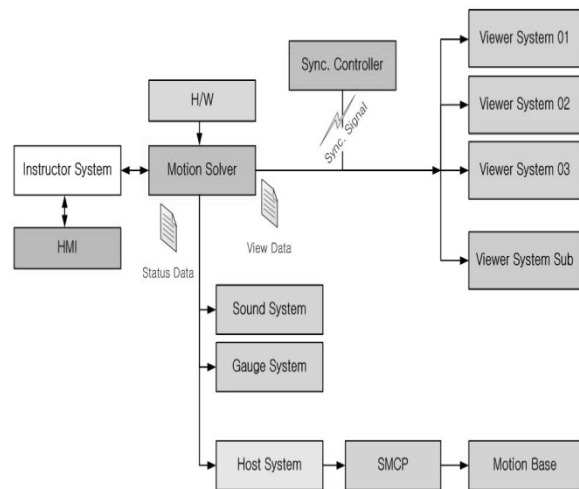 Viewer System 01
Sync. Controller
H/W
Viewer System 02
Sync. Signal
Instructor System
Motion Solver
Viewer System 03
HMI
Status Data
View Data
Viewer System Sub
Sound System
Gauge System
Host System
SMCP
Motion Base